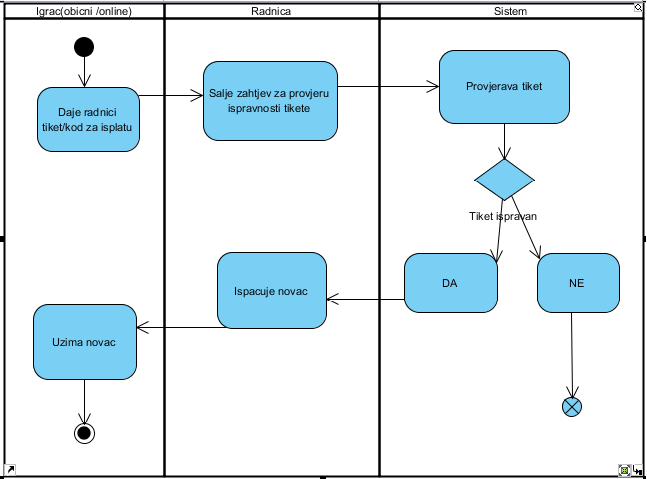 Igrac(obicni /online)
Radnica
Sistem
Daje radnici
tiket/kod za isplatu
Salje zahtjev za provjeru
ispravnosti tikete
Provjerava tiket
Tiket ispravan
DA
NE
Ispacuje novac
Uzima novac